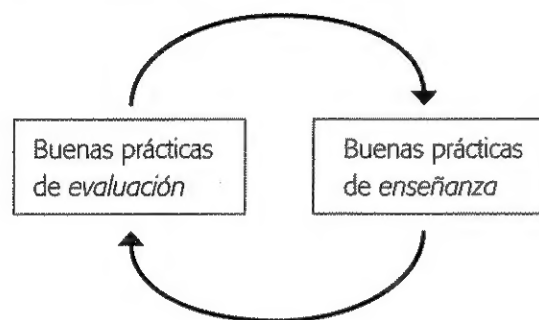 Buenas prácticas
de evaluación
Buenas prácticas
de enseñanza